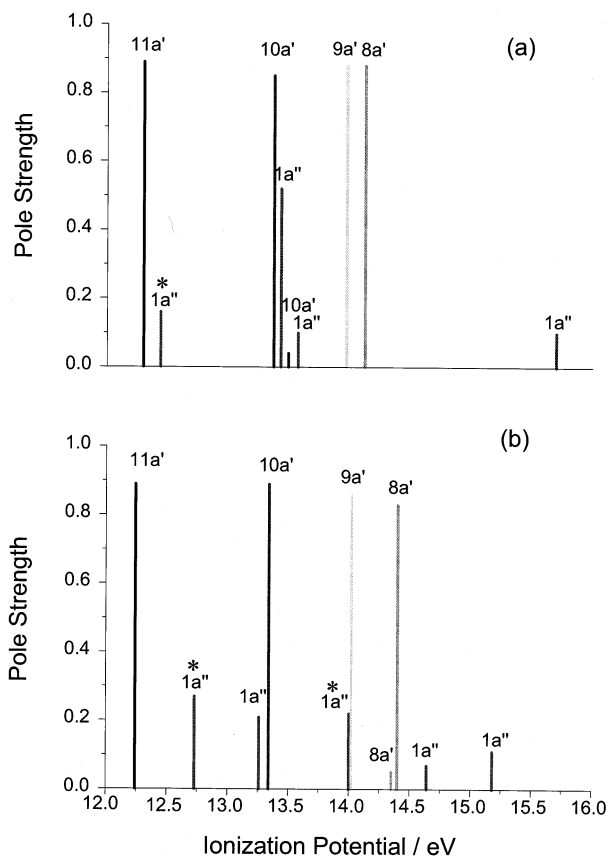 (a)
Pole Strength
1.0
0.8
0.6
0.4
0.2
0.0
11a'
*
1a''
10a'
1a''
10a'
1a''
9a'
8a'
1a''
(b)
Pole Strength
1.0
0.8
0.6
0.4
0.2
0.0
11a'
*
1a''
1a''
10a'
*
1a''
9a'
8a'
8a'
1a''
1a''
12.0 12.5 13.0 13.5 14.0 14.5 15.0 15.5 16.0
Ionization Potential / eV